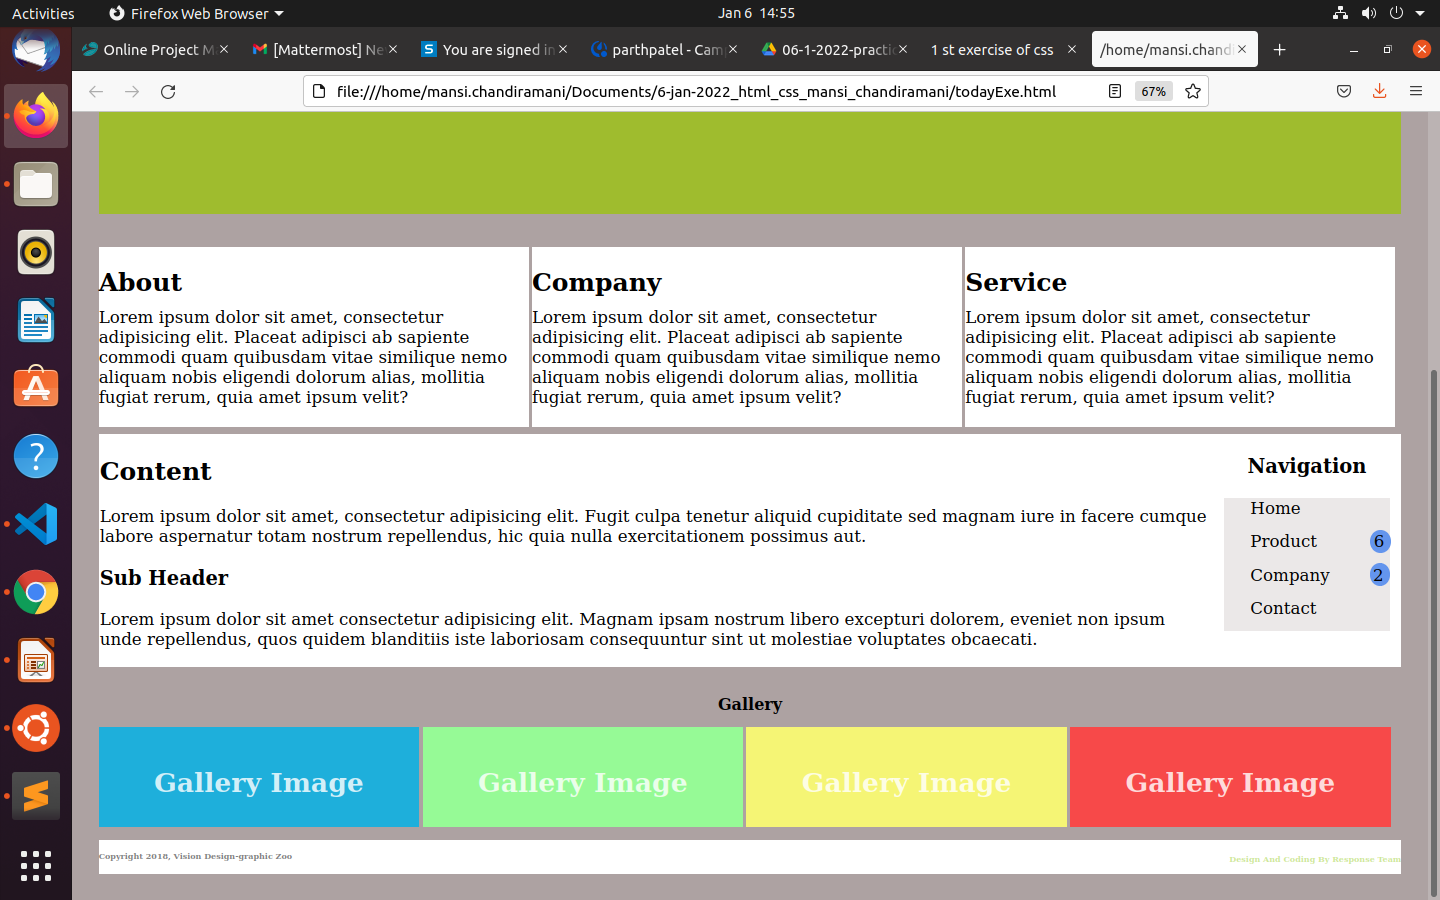 Activities Firefox Web Browser Jan 6 14:55
Online Project M [Mattermost] Ne You are signed in parthpatel - Cam 06-1-2022-practi 1 st exercise of css /home/mansi.chandi
file:///home/mansi.chandiramani/Documents/6-jan-2022_html_css_mansi_chandiramani/todayExe.html 67%
About
Lorem ipsum dolor sit amet, consectetur
adipisicing elit. Placeat adipisci ab sapiente
commodi quam quibusdam vitae similique nemo
aliquam nobis eligendi dolorum alias, mollitia
fugiat rerum, quia amet ipsum velit?
Company
Lorem ipsum dolor sit amet, consectetur
adipisicing elit. Placeat adipisci ab sapiente
commodi quam quibusdam vitae similique nemo
aliquam nobis eligendi dolorum alias, mollitia
fugiat rerum, quia amet ipsum velit?
Service
Lorem ipsum dolor sit amet, consectetur
adipisicing elit. Placeat adipisci ab sapiente
commodi quam quibusdam vitae similique nemo
aliquam nobis eligendi dolorum alias, mollitia
fugiat rerum, quia amet ipsum velit?
Content
Lorem ipsum dolor sit amet, consectetur adipisicing elit. Fugit culpa tenetur aliquid cupiditate sed magnam iure in facere cumque
labore aspernatur totam nostrum repellendus, hic quia nulla exercitationem possimus aut.
Sub Header
Lorem ipsum dolor sit amet consectetur adipisicing elit. Magnam ipsam nostrum libero excepturi dolorem, eveniet non ipsum
unde repellendus, quos quidem blanditiis iste laboriosam consequuntur sint ut molestiae voluptates obcaecati.
Navigation
Home
Product 6
Company 2
Contact
Gallery
Gallery Image Gallery Image Gallery Image Gallery Image
Copyright 2018, Vision Design-graphic Zoo
Design And Coding By Response Team